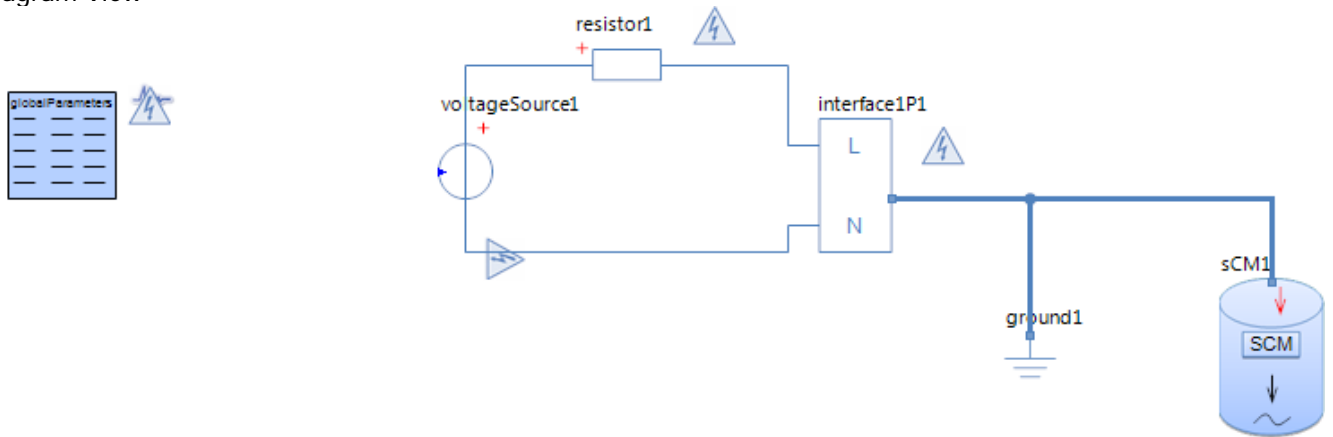 resistor1
globalParameters
voltageSource1
interface1P1
L
N
sCM1
ground1
SCM